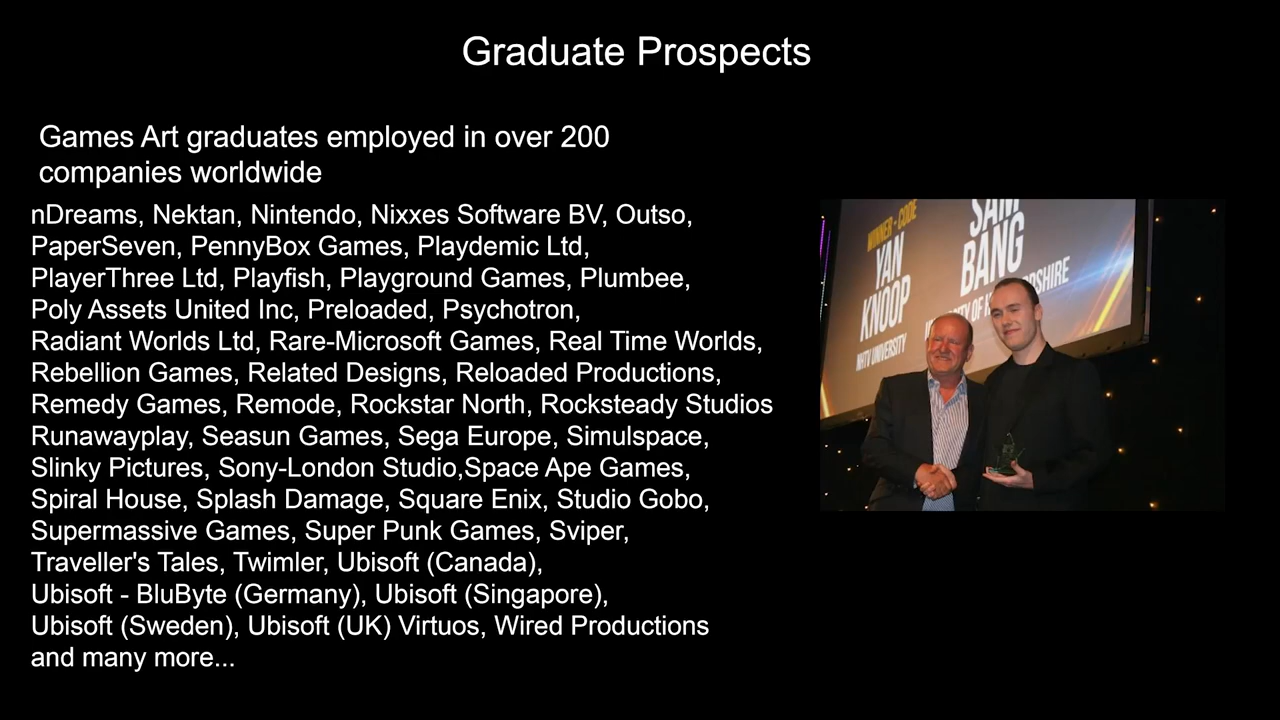 Graduate Prospects
Games Art graduates employed in over 200
companies worldwide
nDreams, Nektan, Nintendo, Nixxes Software BV, Outso,
PaperSeven, PennyBox Games, Playdemic Ltd,
PlayerThree Ltd, Playfish, Playground Games, Plumbee,
Poly Assets United Inc, Preloaded, Psychotron,
Radiant Worlds Ltd, Rare-Microsoft Games, Real Time Worlds,
Rebellion Games, Related Designs, Reloaded Productions,
Remedy Games, Remode, Rockstar North, Rocksteady Studios
Runawayplay, Seasun Games, Sega Europe, Simulspace,
Slinky Pictures, Sony-London Studio,Space Ape Games,
Spiral House, Splash Damage, Square Enix, Studio Gobo,
Supermassive Games, Super Punk Games, Sviper,
Traveller's Tales, Twimler, Ubisoft (Canada),
Ubisoft - BluByte (Germany), Ubisoft (Singapore),
Ubisoft (Sweden), Ubisoft (UK) Virtuos, Wired Productions
and many more...
WINNER - CODE
YAN
KNOOP
NHTV UNIVERSITY
SAM
BANG